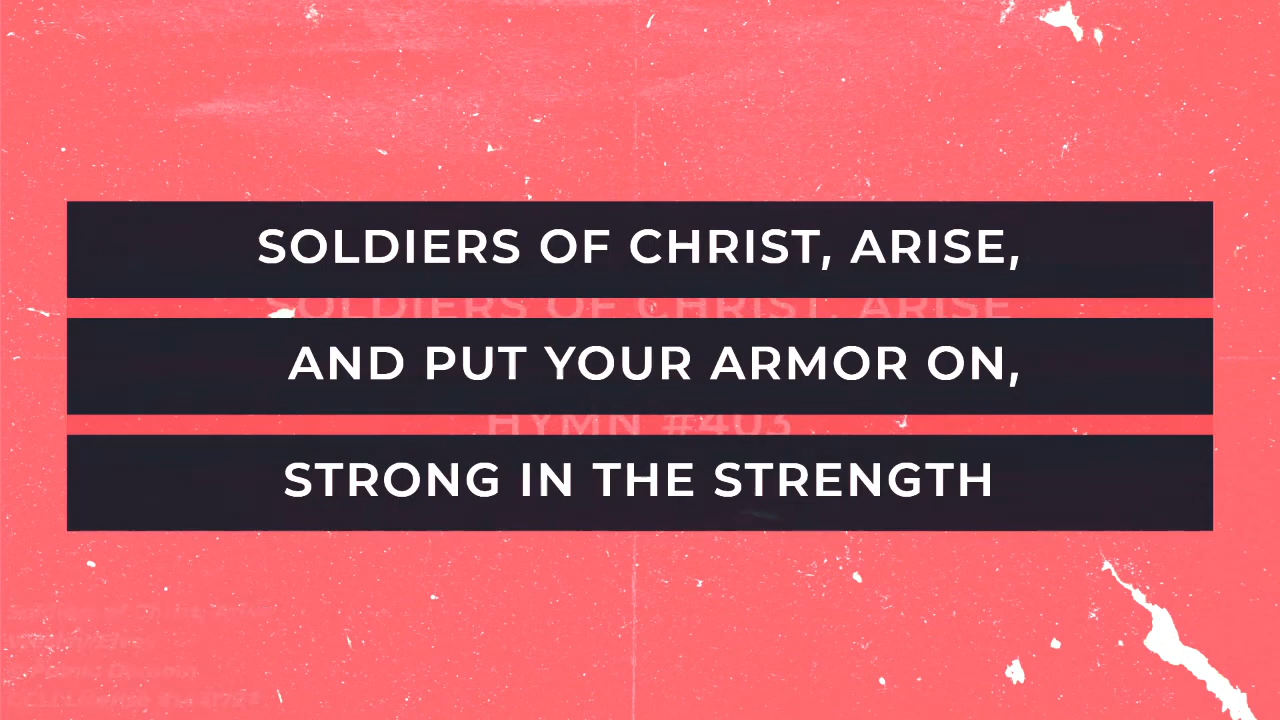 SOLDIERS OF CHRIST, ARISE,
SOLDIERS OF CHRIST, ARISE
AND PUT YOUR ARMOR ON,
HYMN #403
STRONG IN THE STRENGTH